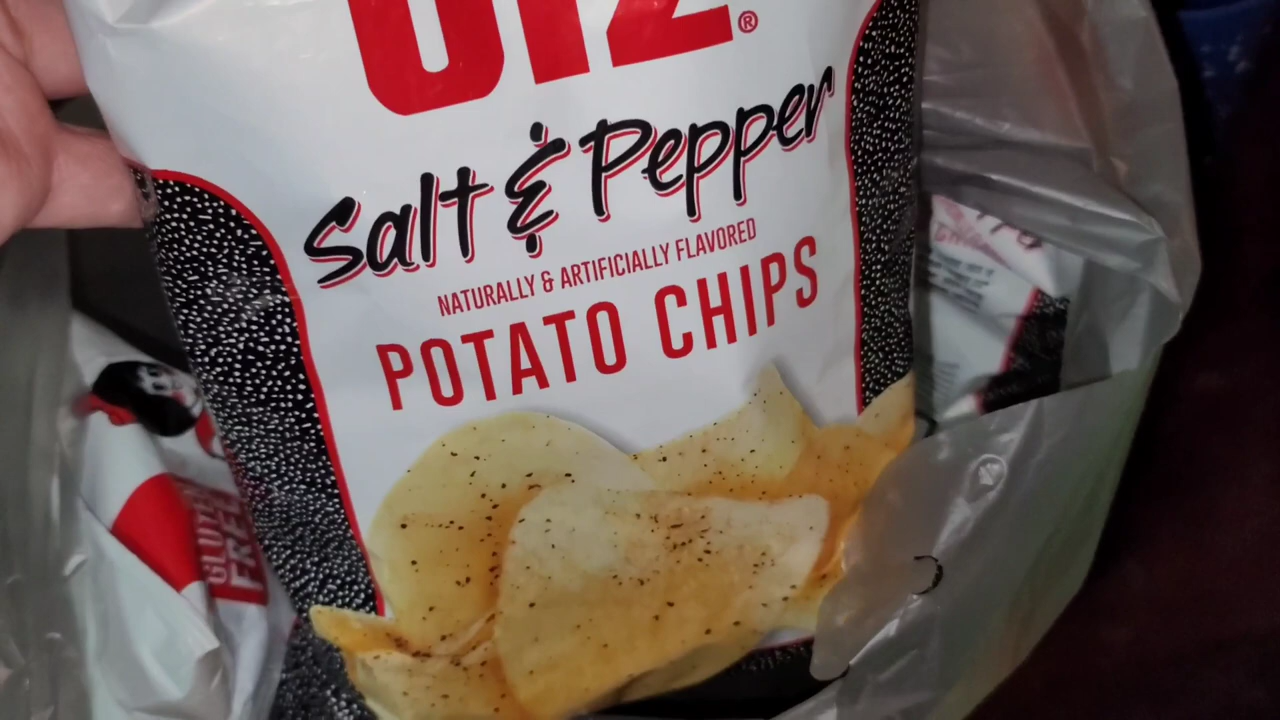 Salt & Pepper
NATURALLY & ARTIFICIALLY FLAVORED
POTATO CHIPS
GLUTEN
FREE